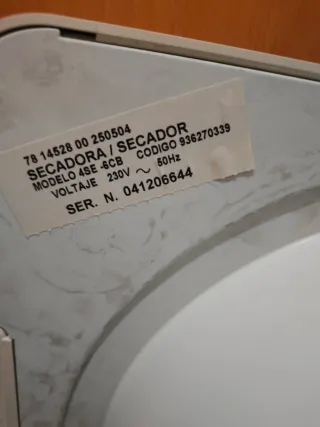 78 14528 00 250504
SECADORA / SECADOR
MODELO 4SE -6CB CODIGO 936270339
VOLTAJE 230V ~ 50Hz
SER. N. 041206644